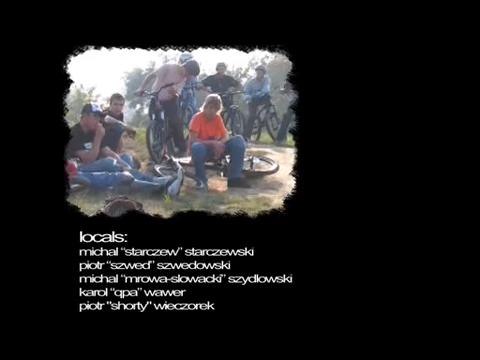 locals:
michal "starczew" starczewski
piotr "szwed" szwedowski
michal "mrowa-slowacki" szydlowski
karol "qpa" wawer
piotr "shorty" wieczorek